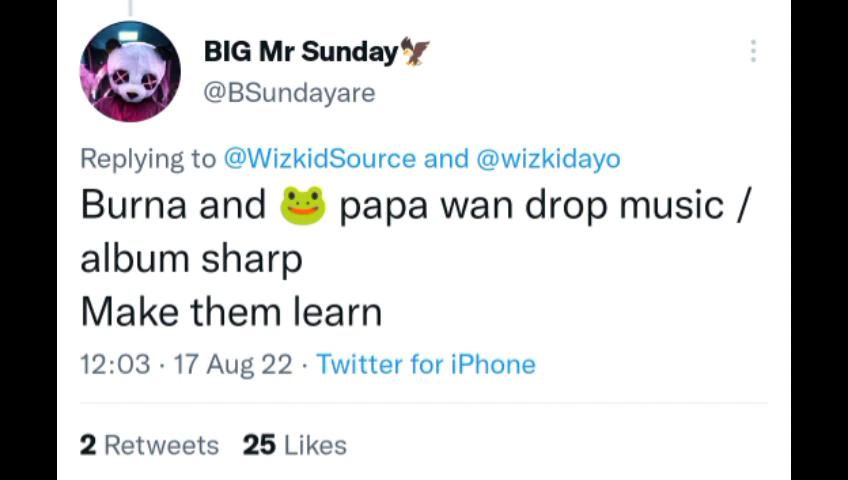 BIG Mr Sunday🦅
@BSundayare
Replying to @WizkidSource and @wizkidayo
Burna and 🐸 papa wan drop music /
album sharp
Make them learn
12:03 · 17 Aug 22 · Twitter for iPhone
2 Retweets 25 Likes